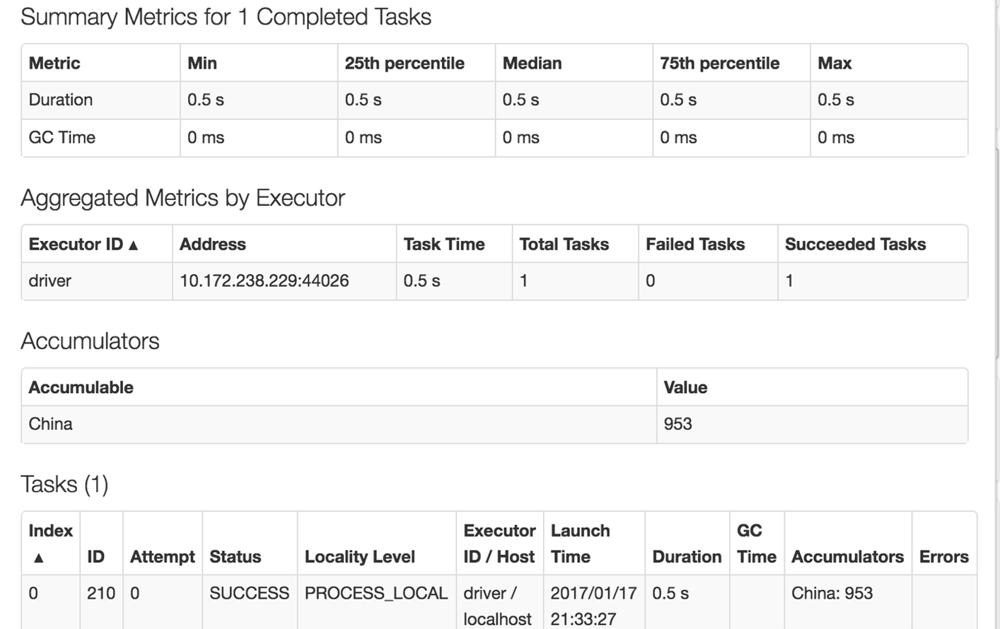 Summary Metrics for 1 Completed Tasks
Metric Min 25th percentile Median 75th percentile Max
Duration 0.5 s 0.5 s 0.5 s 0.5 s 0.5 s
GC Time 0 ms 0 ms 0 ms 0 ms 0 ms
Aggregated Metrics by Executor
Executor ID ▲ Address Task Time Total Tasks Failed Tasks Succeeded Tasks
driver 10.172.238.229:44026 0.5 s 1 0 1
Accumulators
Accumulable Value
China 953
Tasks (1)
Index Executor Launch GC
▲ ID Attempt Status Locality Level ID / Host Time Duration Time Accumulators Errors
0 210 0 SUCCESS PROCESS_LOCAL driver / 2017/01/17 0.5 s China: 953
localhost 21:33:27